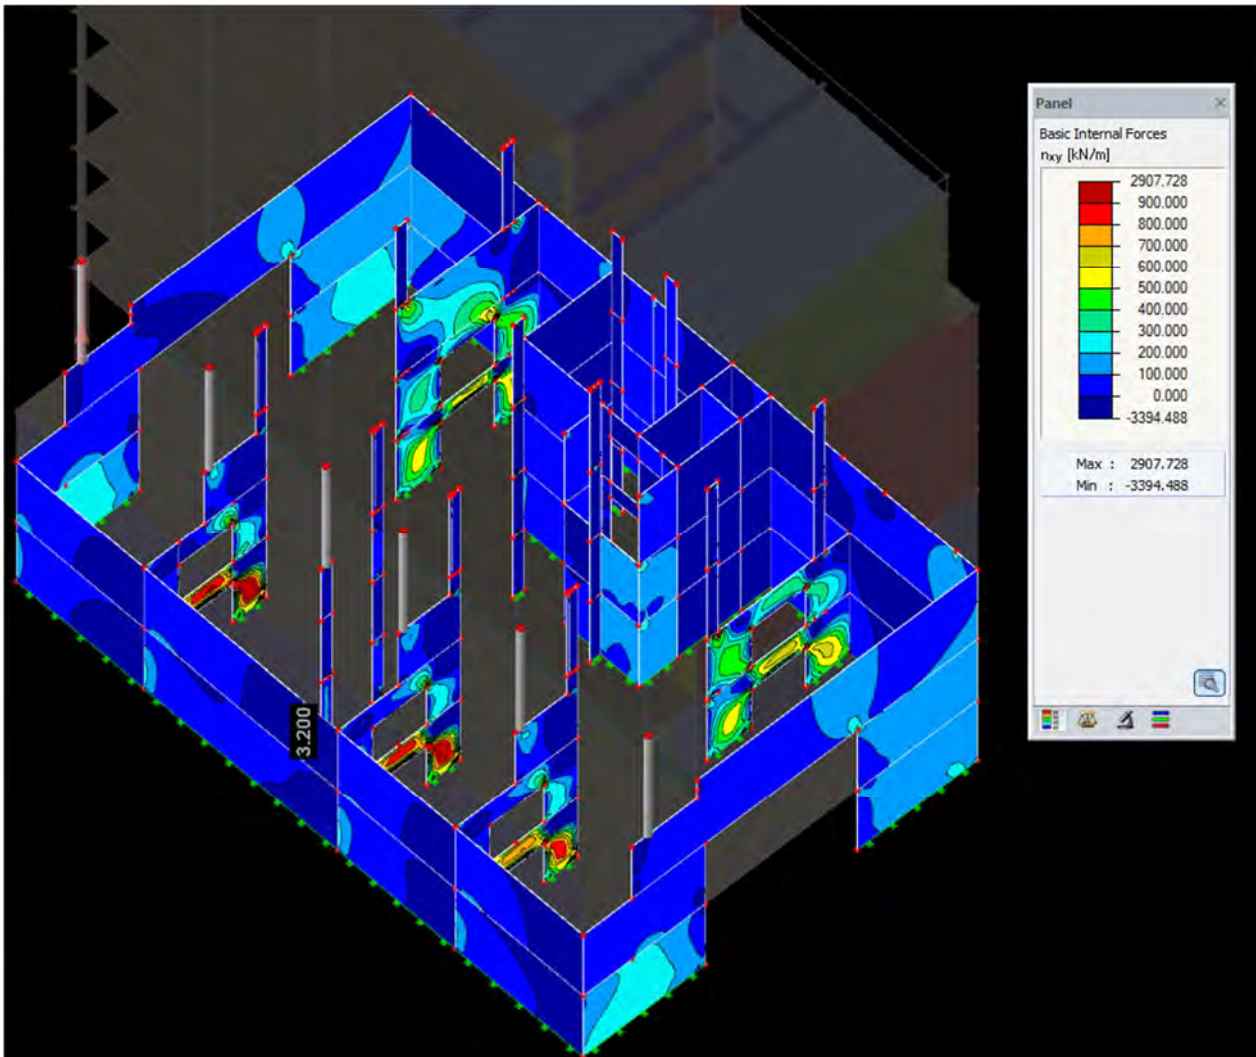 Panel
Basic Internal Forces
nxy [kN/m]
2907.728
900.000
800.000
700.000
600.000
500.000
400.000
300.000
200.000
100.000
0.000
-3394.488
Max : 2907.728
Min : -3394.488
3.200